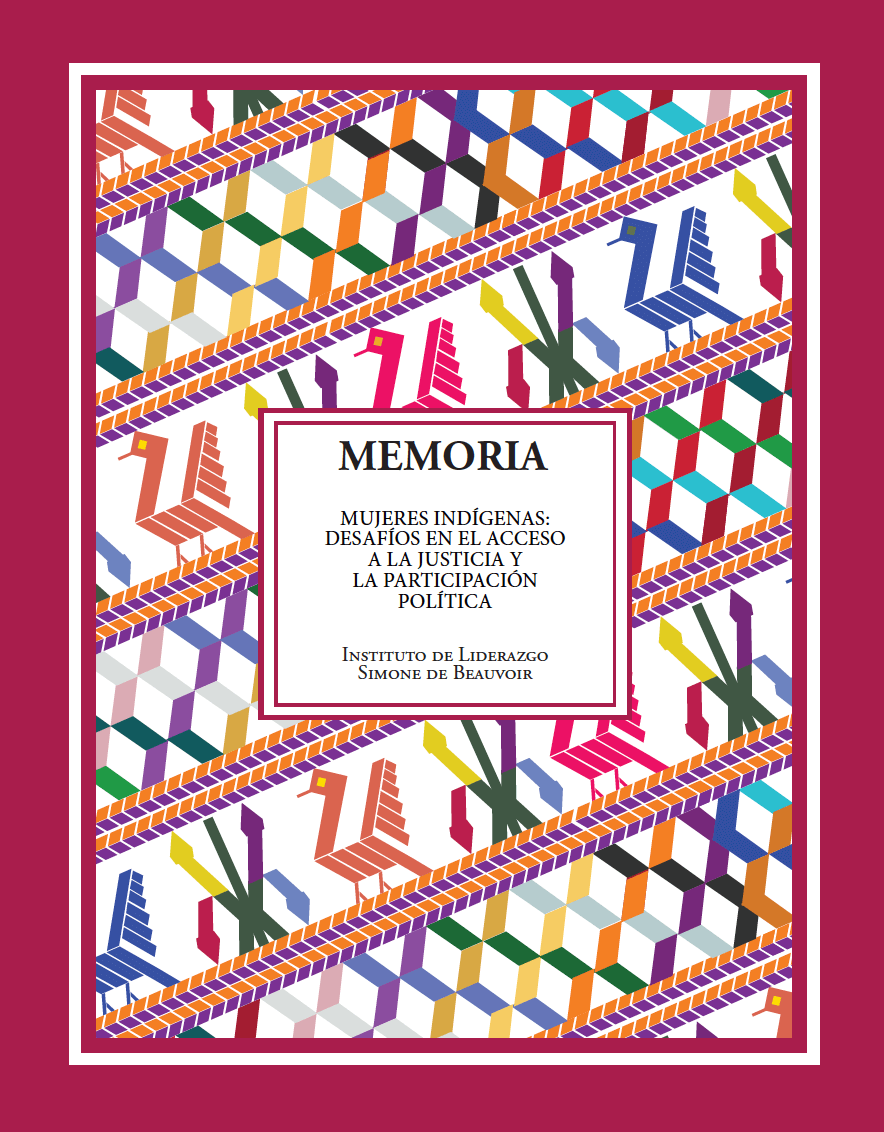 MEMORIA
MUJERES INDÍGENAS:
DESAFÍOS EN EL ACCESO
A LA JUSTICIA Y
LA PARTICIPACIÓN
POLÍTICA
Instituto de Liderazgo
Simone de Beauvoir